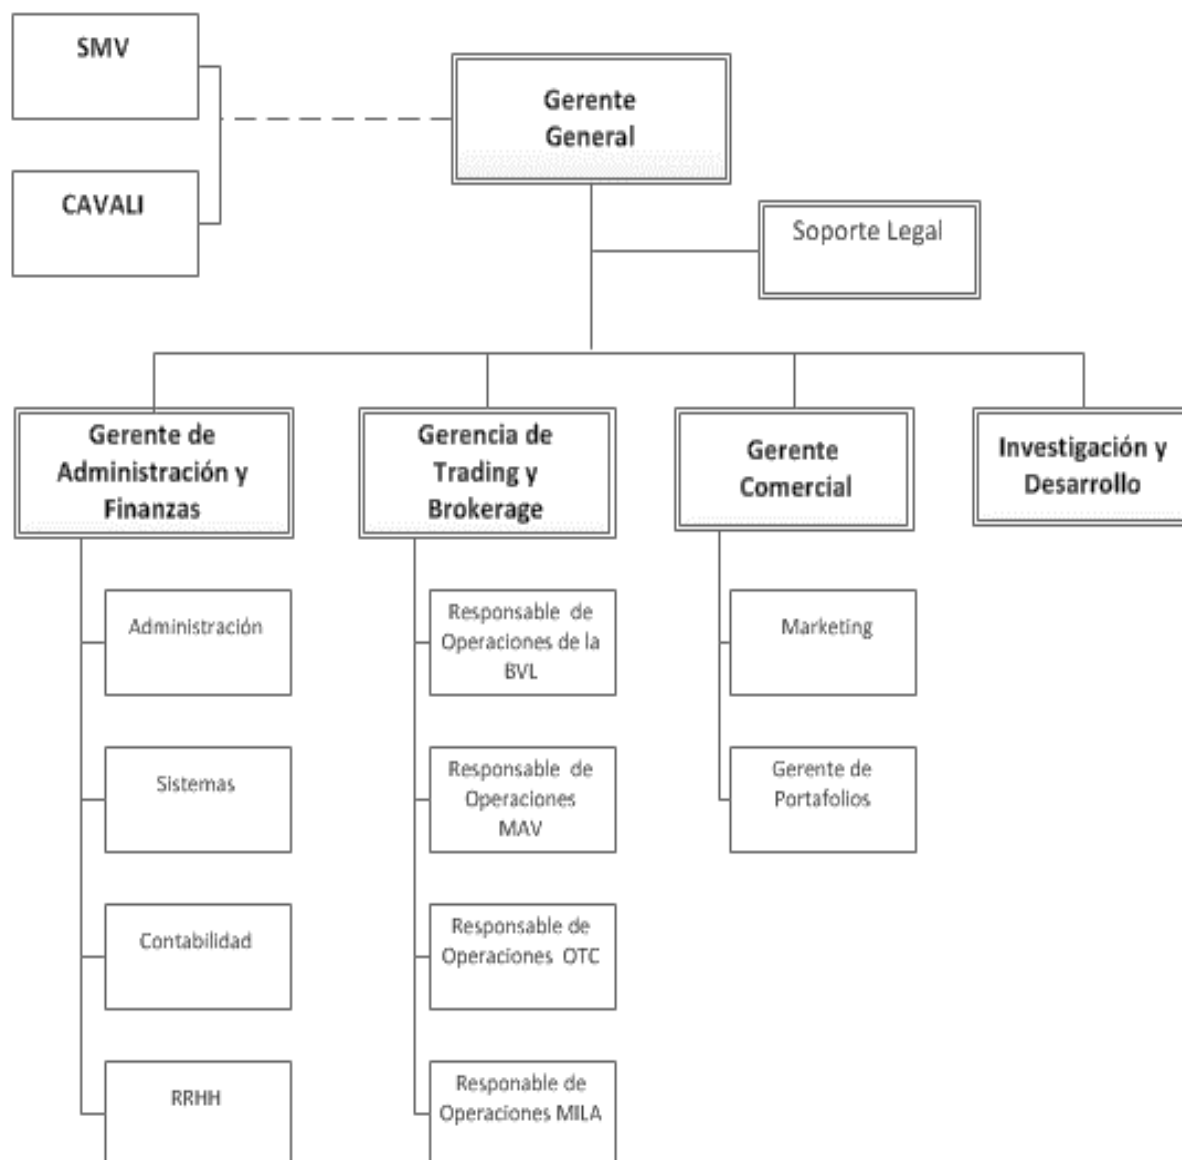 SMV
CAVALI
Gerente
General
Soporte Legal
Gerente de
Administración y
Finanzas
Gerencia de
Trading y
Brokerage
Gerente
Comercial
Investigación y
Desarrollo
Administración
Sistemas
Contabilidad
RRHH
Responsable de
Operaciones de la
BVL
Responsable de
Operaciones
MAV
Responsable de
Operaciones OTC
Responable de
Operaciones MILA
Marketing
Gerente de
Portafolios